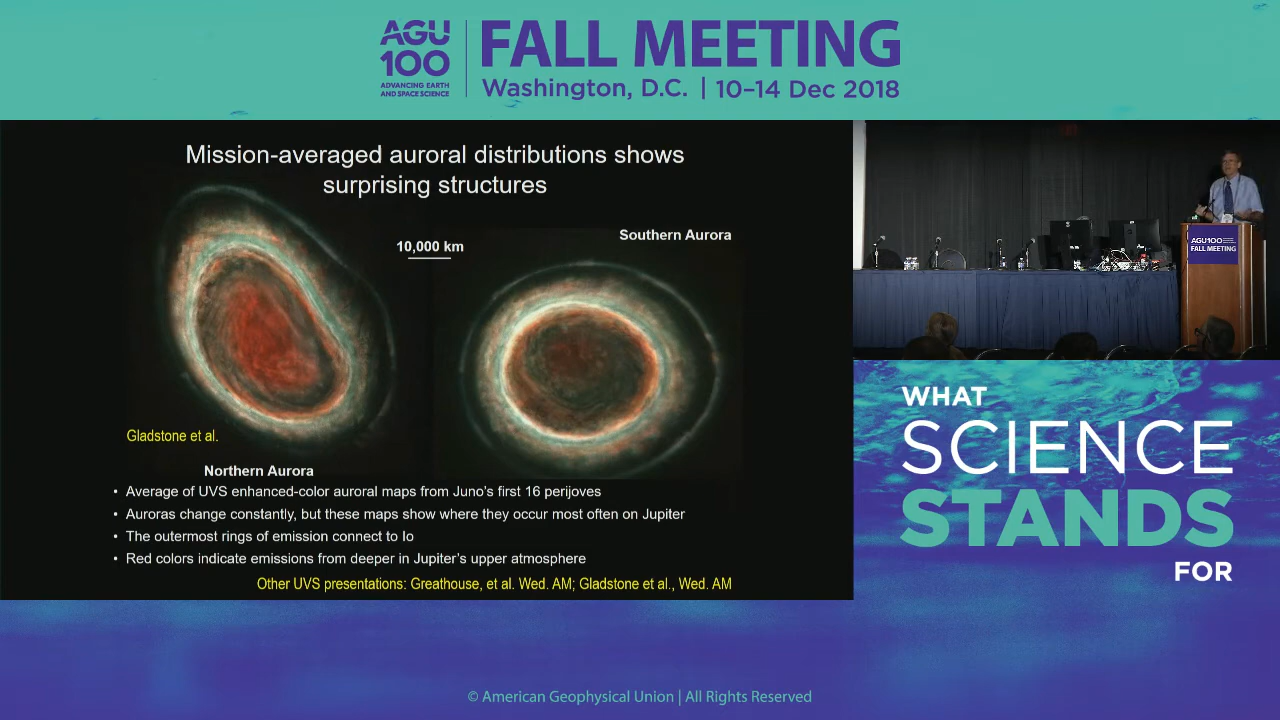 AGU
100
ADVANCING EARTH
AND SPACE SCIENCE
FALL MEETING
Washington, D.C. | 10–14 Dec 2018
Mission-averaged auroral distributions shows
surprising structures
10,000 km
Southern Aurora
Gladstone et al.
Northern Aurora
• Average of UVS enhanced-color auroral maps from Juno's first 16 perijoves
• Auroras change constantly, but these maps show where they occur most often on Jupiter
• The outermost rings of emission connect to Io
• Red colors indicate emissions from deeper in Jupiter's upper atmosphere
Other UVS presentations: Greathouse, et al. Wed. AM; Gladstone et al., Wed. AM
AGU100
FALL MEETING
WHAT
SCIENCE
STANDS
FOR
© American Geophysical Union | All Rights Reserved